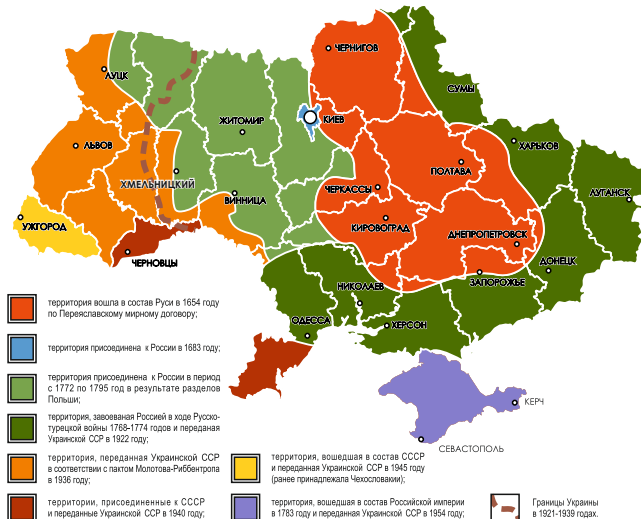 ЧЕРНИГОВ
ЛУЦК
СУМЫ
КИЕВ
ЖИТОМИР
ЛЬВОВ
ХАРЬКОВ
ПОЛТАВА
ХМЕЛЬНИЦКИЙ
ЧЕРКАССЫ
ЛУГАНСК
ВИННИЦА
УЖГОРОД
КИРОВОГРАД
ДНЕПРОПЕТРОВСК
ЧЕРНОВЦЫ
ДОНЕЦК
ЗАПОРОЖЬЕ
НИКОЛАЕВ
ОДЕССА
ХЕРСОН
КЕРЧ
СЕВАСТОПОЛЬ
территория вошла в состав Руси в 1654 году
по Переяславскому мирному договору;
территория присоединена к России в 1683 году;
территория присоединена к России в период
с 1772 по 1795 год в результате разделов
Польши;
территория, завоеваная Россией в ходе Русско-
турецкой войны 1768-1774 годов и переданая
Украинской ССР в 1922 году;
территория, переданная Украинской ССР
в соответствии с пактом Молотова-Риббентропа
в 1936 году;
территории, присоединенные к СССР
и переданные Украинской ССР в 1940 году;
территория, вошедшая в состав СССР
и переданная Украинской ССР в 1945 году
(ранее принадлежала Чехословакии);
территория, вошедшая в состав Российской империи
в 1783 году и переданная Украинской ССР в 1954 году;
Границы Украины
в 1921-1939 годах.